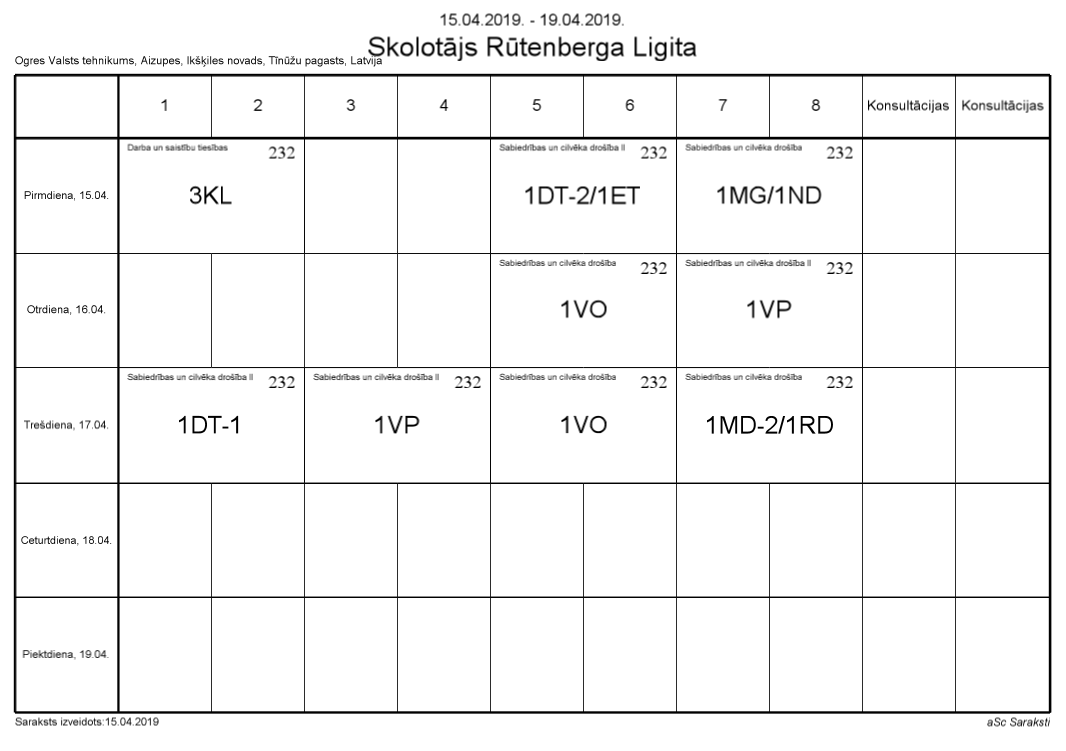 15.04.2019. - 19.04.2019.
Skolotājs Rūtenberga Ligita
Ogres Valsts tehnikums, Aizupes, Ikšķiles novads, Tīnūžu pagasts, Latvija
1 2 3 4 5 6 7 8 Konsultācijas Konsultācijas
Pirmdiena, 15.04.
Darba un saistību tiesības 232
3KL
Sabiedrības un cilvēka drošība II 232
1DT-2/1ET
Sabiedrības un cilvēka drošība 232
1MG/1ND
Otrdiena, 16.04.
Sabiedrības un cilvēka drošība 232
1VO
Sabiedrības un cilvēka drošība II 232
1VP
Trešdiena, 17.04.
Sabiedrības un cilvēka drošība II 232
1DT-1
Sabiedrības un cilvēka drošība II 232
1VP
Sabiedrības un cilvēka drošība 232
1VO
Sabiedrības un cilvēka drošība 232
1MD-2/1RD
Ceturtdiena, 18.04.
Piektdiena, 19.04.
Saraksts izveidots:15.04.2019
aSc Saraksti